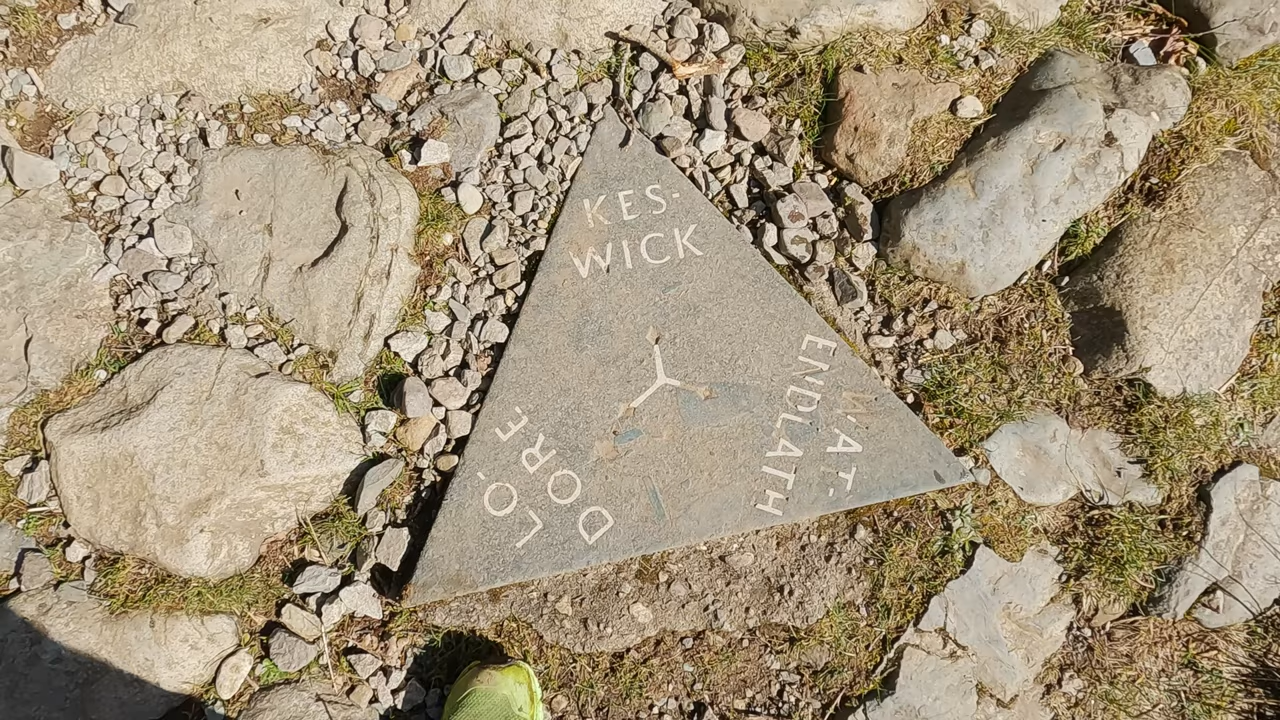 KES-
WICK
WAT-
ENDLATH
LO-
DORE